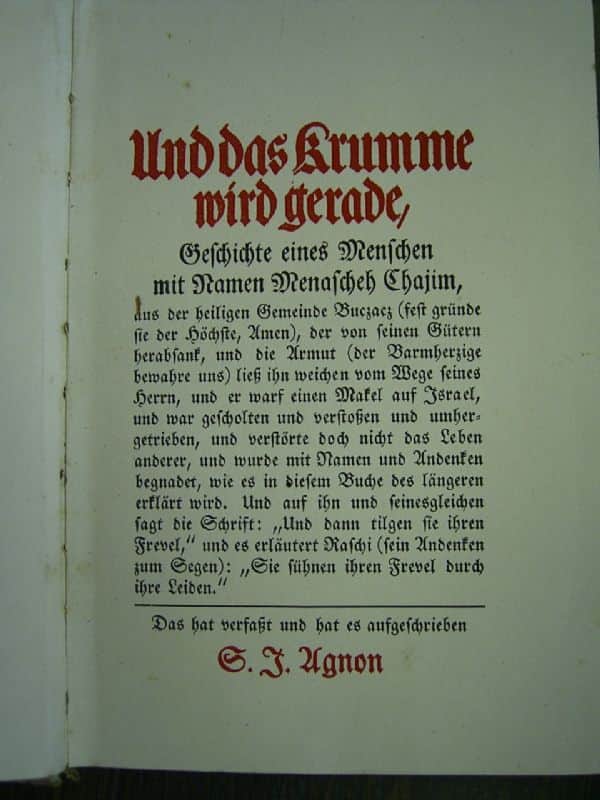 Und das Krumme
wird gerade,
Geschichte eines Menschen
mit Namen Menascheh Chajim,
aus der heiligen Gemeinde Buczacz (fest gründe
sie der Höchste, Amen), der von seinen Gütern
herabsank, und die Armut (der Barmherzige
bewahre uns) ließ ihn weichen vom Wege seines
Herrn, und er warf einen Makel auf Israel,
und war gescholten und verstoßen und umher-
getrieben, und verstörte doch nicht das Leben
anderer, und wurde mit Namen und Andenken
begnadet, wie es in diesem Buche des längeren
erklärt wird. Und auf ihn und seinesgleichen
sagt die Schrift: „Und dann tilgen sie ihren
Frevel,“ und es erläutert Raschi (sein Andenken
zum Segen): „Sie sühnen ihren Frevel durch
ihre Leiden.“
Das hat verfaßt und hat es aufgeschrieben
S. J. Agnon